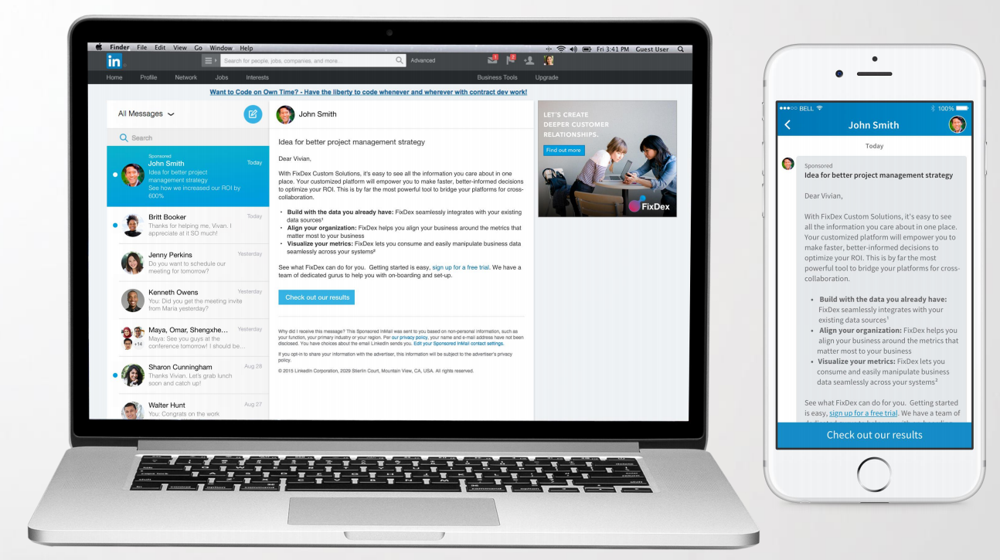 Finder File Edit View Go Window Help
Fri 3:41 PM Guest User
in
Search for people, jobs, companies, and more...
Advanced
Home Profile Network Jobs Interests
Business Tools Upgrade
Want to Code on Own Time? - Have the liberty to code whenever and wherever with contract dev work!
All Messages
Search
Sponsored
John Smith Today
Idea for better project
management strategy
See how we increased our ROI by
600%
Britt Booker Today
Thanks for helping me, Vivan. I
appreciate at it SO much!
Jenny Perkins Yesterday
Do you want to schedule our
meeting for tomorrow?
Kenneth Owens Yesterday
You: Did you get the meeting invite
from Maria yesterday?
Maya, Omar, Shengxhe... Yesterday
+14
Maya: See you guys at the
conference tomorrow! I should be...
Sharon Cunningham Aug 28
Thanks Vivian. Let's grab lunch
soon and catch up!
Walter Hunt Aug 27
You: Congrats on the work
John Smith
Idea for better project management strategy
Dear Vivian,
With FixDex Custom Solutions, it's easy to see all the information you care about in one
place. Your customized platform will empower you to make faster, better-informed decisions
to optimize your ROI. This is by far the most powerful tool to bridge your platforms for cross-
collaboration.
• Build with the data you already have: FixDex seamlessly integrates with your existing
data sources¹
• Align your organization: FixDex helps you align your business around the metrics that
matter most to your business
• Visualize your metrics: FixDex lets you consume and easily manipulate business data
seamlessly across your systems²
See what FixDex can do for you. Getting started is easy, sign up for a free trial. We have a
team of dedicated gurus to help you with on-boarding and set-up.
Check out our results
Why did I receive this message? This Sponsored InMail was sent to you based on non-personal information, such as
your function, your primary industry or your region. Per our privacy policy, your name and e-mail address have not been
disclosed. You have choices about the email LinkedIn sends you. Edit your Sponsored InMail contact settings.
If you opt-in to share your information with the advertiser, this information will be subject to the advertiser's privacy
policy.
© 2015 LinkedIn Corporation, 2029 Stierlin Court, Mountain View, CA, USA. All rights reserved.
LET'S CREATE
DEEPER CUSTOMER
RELATIONSHIPS.
Find out more
FixDex
BELL 100%
John Smith
Today
Sponsored
Idea for better project management strategy
Dear Vivian,
With FixDex Custom Solutions, it's easy to see
all the information you care about in one place.
Your customized platform will empower you to
make faster, better-informed decisions to
optimize your ROI. This is by far the most
powerful tool to bridge your platforms for cross-
collaboration.
• Build with the data you already have:
FixDex seamlessly integrates with your
existing data sources¹
• Align your organization: FixDex helps you
align your business around the metrics that
matter most to your business
• Visualize your metrics: FixDex lets you
consume and easily manipulate business
data seamlessly across your systems²
See what FixDex can do for you. Getting started
is easy, sign up for a free trial. We have a team of
Check out our results